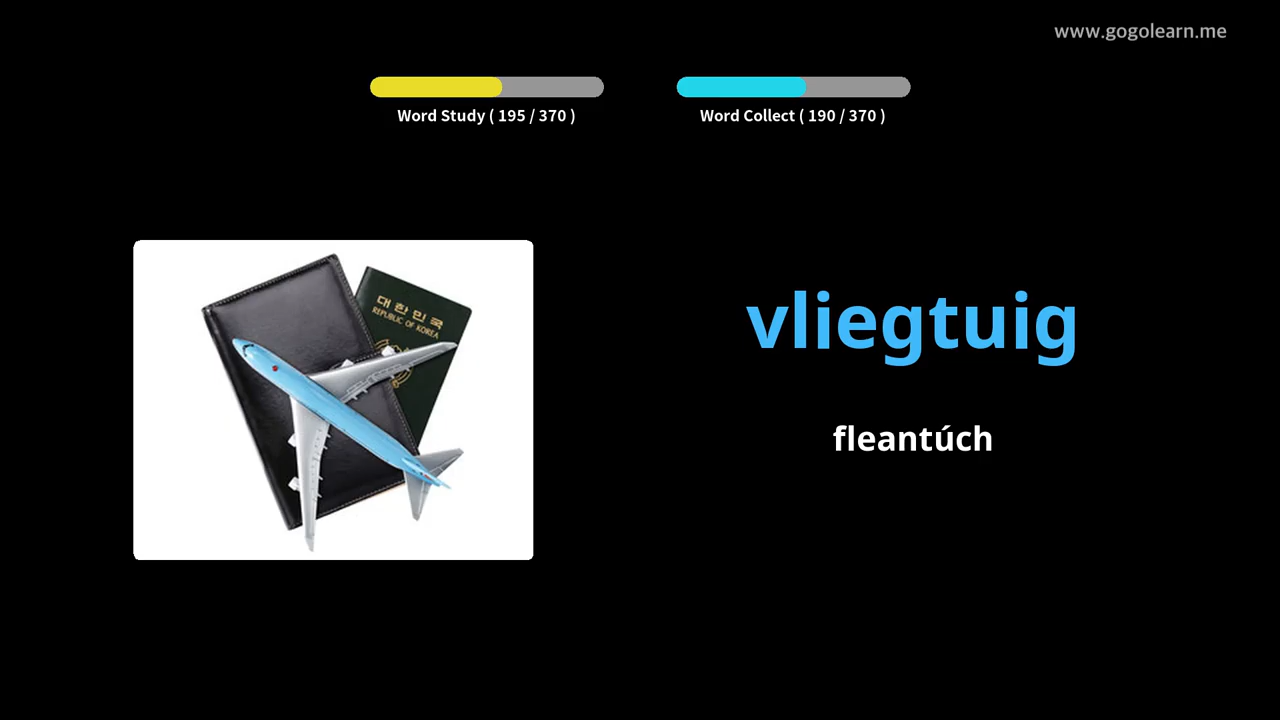 www.gogolearn.me
Word Study ( 195 / 370 )
Word Collect ( 190 / 370 )
대한민국
REPUBLIC OF KOREA
vliegtuig
fleantúch